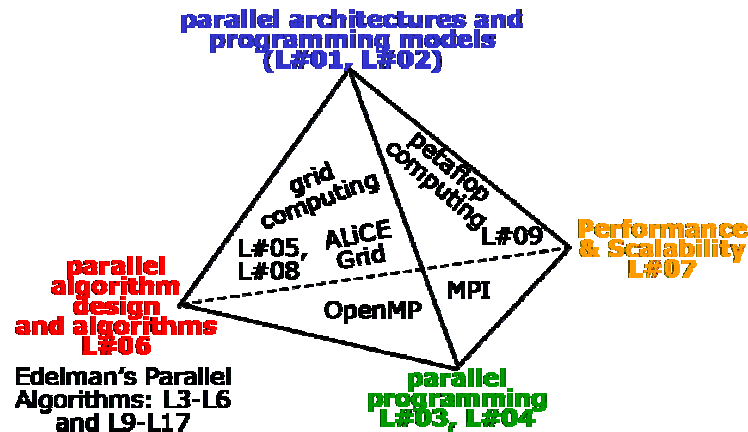 parallel architectures and
programming models
(L#01, L#02)
grid
computing
L#05,
L#08
ALiCE
Grid
petaflop
computing
L#09
Performance
& Scalability
L#07
parallel
algorithm
design
and algorithms
L#06
OpenMP
MPI
Edelman's Parallel
Algorithms: L3-L6
and L9-L17
parallel
programming
L#03, L#04